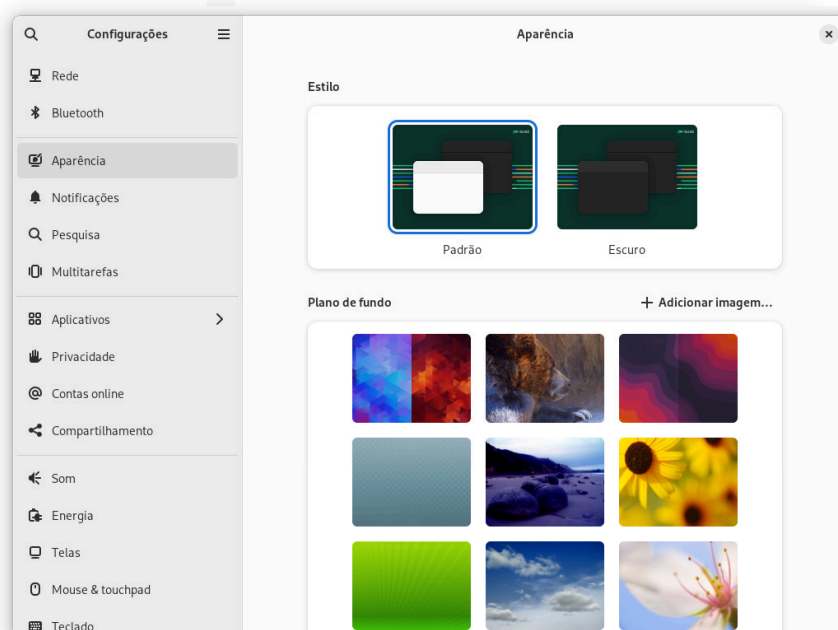 Configurações
Aparência
Rede
Bluetooth
Aparência
Notificações
Pesquisa
Multitarefas
Aplicativos
Privacidade
Contas online
Compartilhamento
Som
Energia
Telas
Mouse & touchpad
Teclado
Estilo
Padrão
Escuro
Plano de fundo
Adicionar imagem...